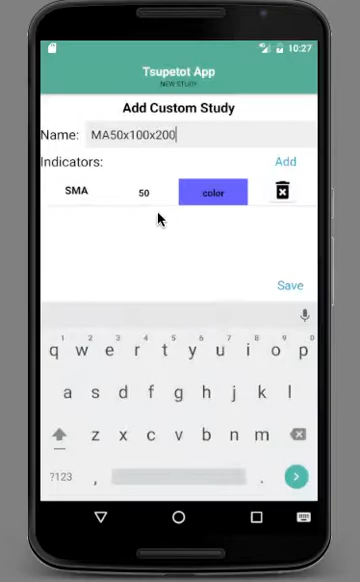 10:27
Tsupetot App
NEW STUDY
Add Custom Study
Name: MA50x100x200
Indicators: Add
SMA 50 color
Save
1 2 3 4 5 6 7 8 9 0
q w e r t y u i o p
a s d f g h j k l
z x c v b n m
?123 , .